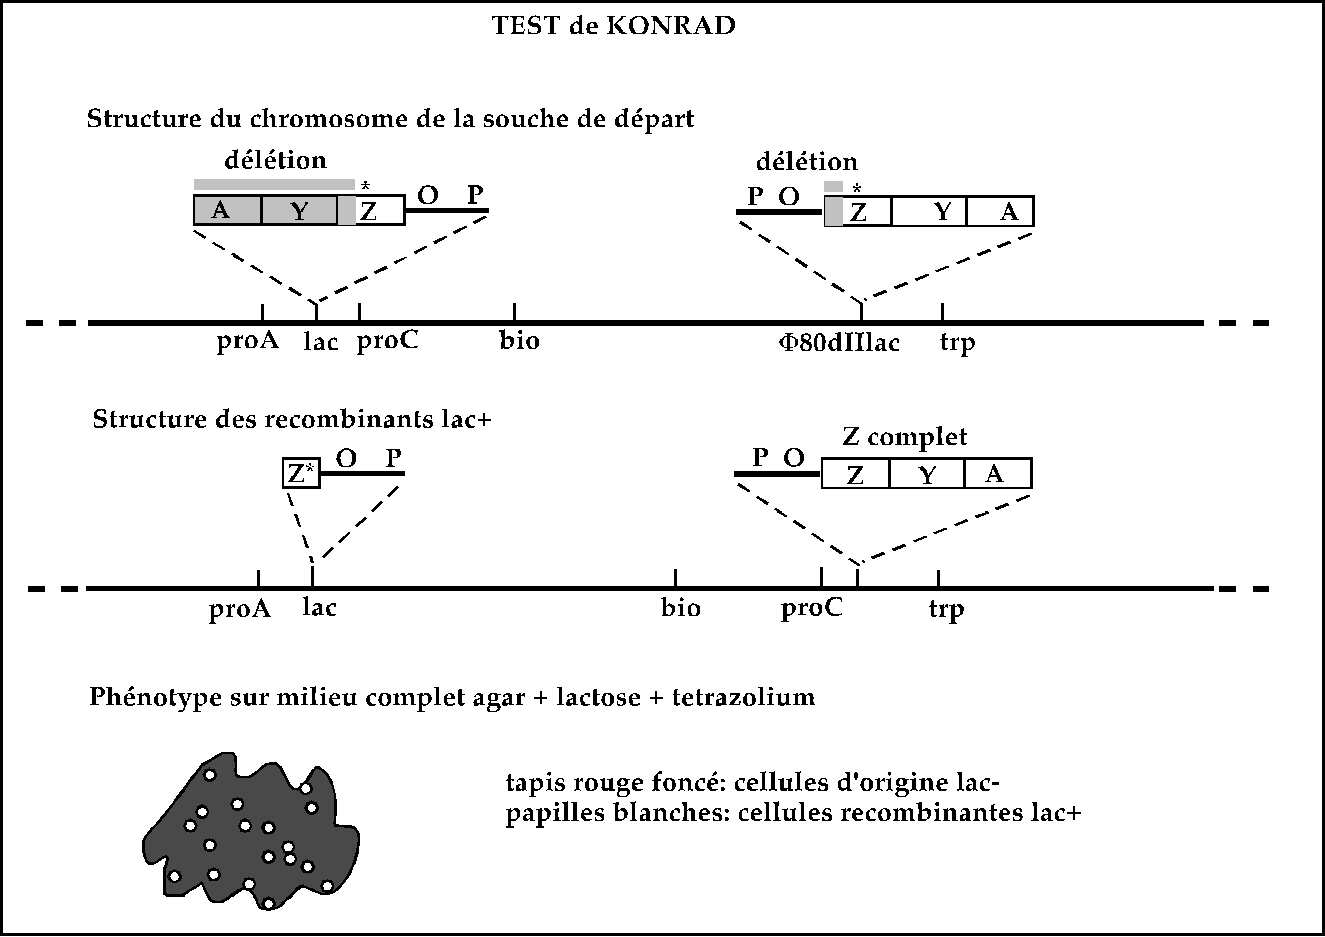 TEST de KONRAD
Structure du chromosome de la souche de départ
délétion
délétion
* O P
A Y Z
P O *
Z Y A
proA lac proC bio Φ80dIIlac trp
Structure des recombinants lac+
Z complet
Z* O P
P O
Z Y A
proA lac bio proC trp
Phénotype sur milieu complet agar + lactose + tetrazolium
tapis rouge foncé: cellules d'origine lac-
papilles blanches: cellules recombinantes lac+